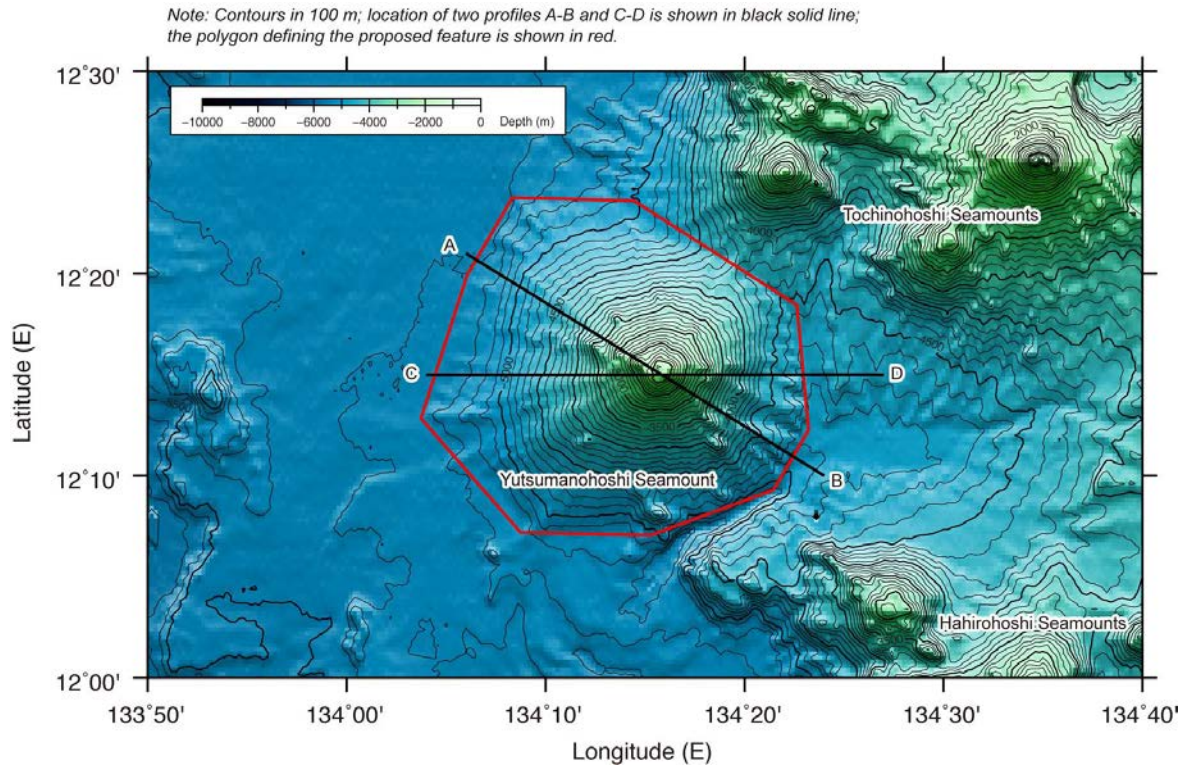 Note: Contours in 100 m; location of two profiles A-B and C-D is shown in black solid line;
the polygon defining the proposed feature is shown in red.
12°30'
−10000 −8000 −6000 −4000 −2000 0 Depth (m)
-2000
Tochinohoshi Seamounts
A
12°20'
4500
C
D
Latitude (E)
3500
12°10'
Yutsumanohoshi Seamount
B
Hahirohoshi Seamounts
12°00'
133°50' 134°00' 134°10' 134°20' 134°30' 134°40'
Longitude (E)